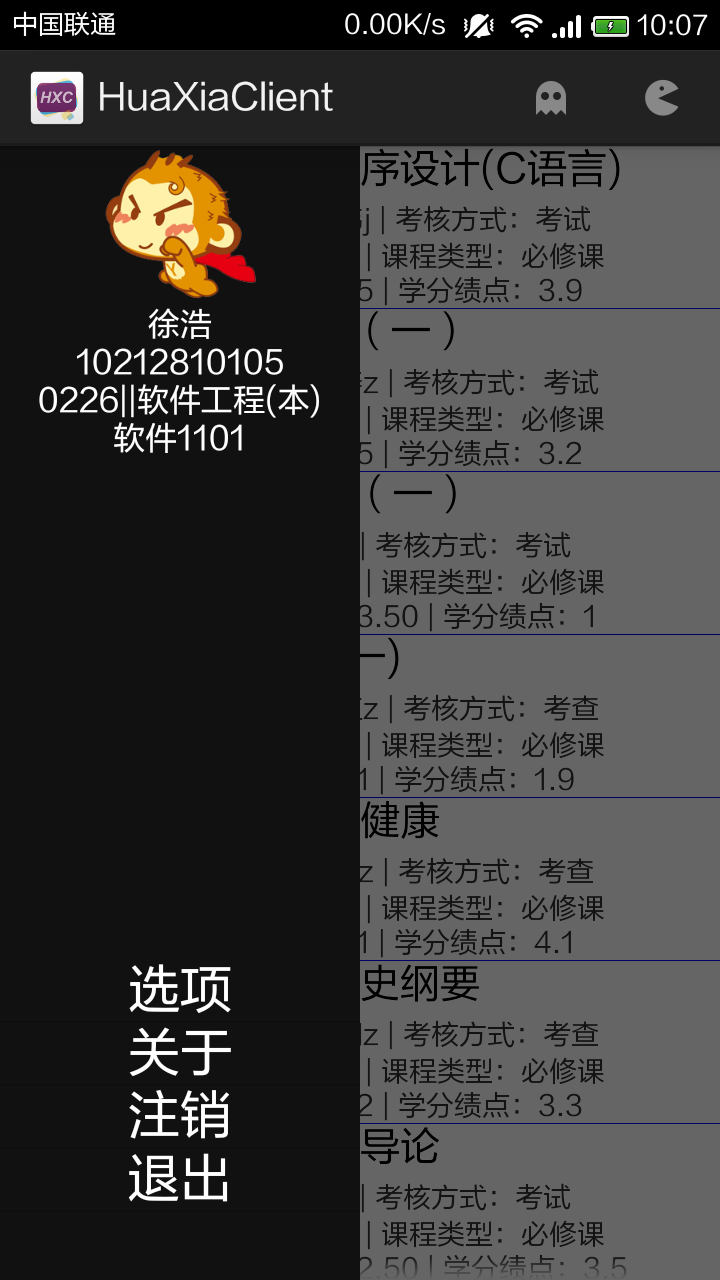 中国联通 0.00K/s 10:07
HXC HuaXiaClient
徐浩
10212810105
0226||软件工程(本)
软件1101
选项
关于
注销
退出
序设计(C语言)
j | 考核方式：考试
| 课程类型：必修课
5 | 学分绩点：3.9
（一）
z | 考核方式：考试
| 课程类型：必修课
5 | 学分绩点：3.2
（一）
| 考核方式：考试
| 课程类型：必修课
3.50 | 学分绩点：1
一)
z | 考核方式：考查
| 课程类型：必修课
1 | 学分绩点：1.9
健康
z | 考核方式：考查
| 课程类型：必修课
1 | 学分绩点：4.1
史纲要
z | 考核方式：考查
| 课程类型：必修课
2 | 学分绩点：3.3
导论
| 考核方式：考试
| 课程类型：必修课
2.50 | 学分绩点：3.5